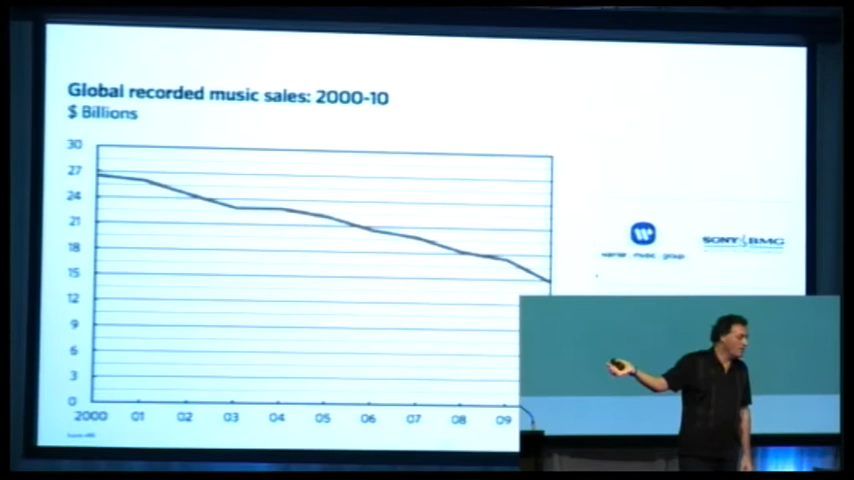 Global recorded music sales: 2000-10
$ Billions
30
27
24
21
18
15
12
9
6
3
0
2000 01 02 03 04 05 06 07 08 09
warner music group
SONY BMG